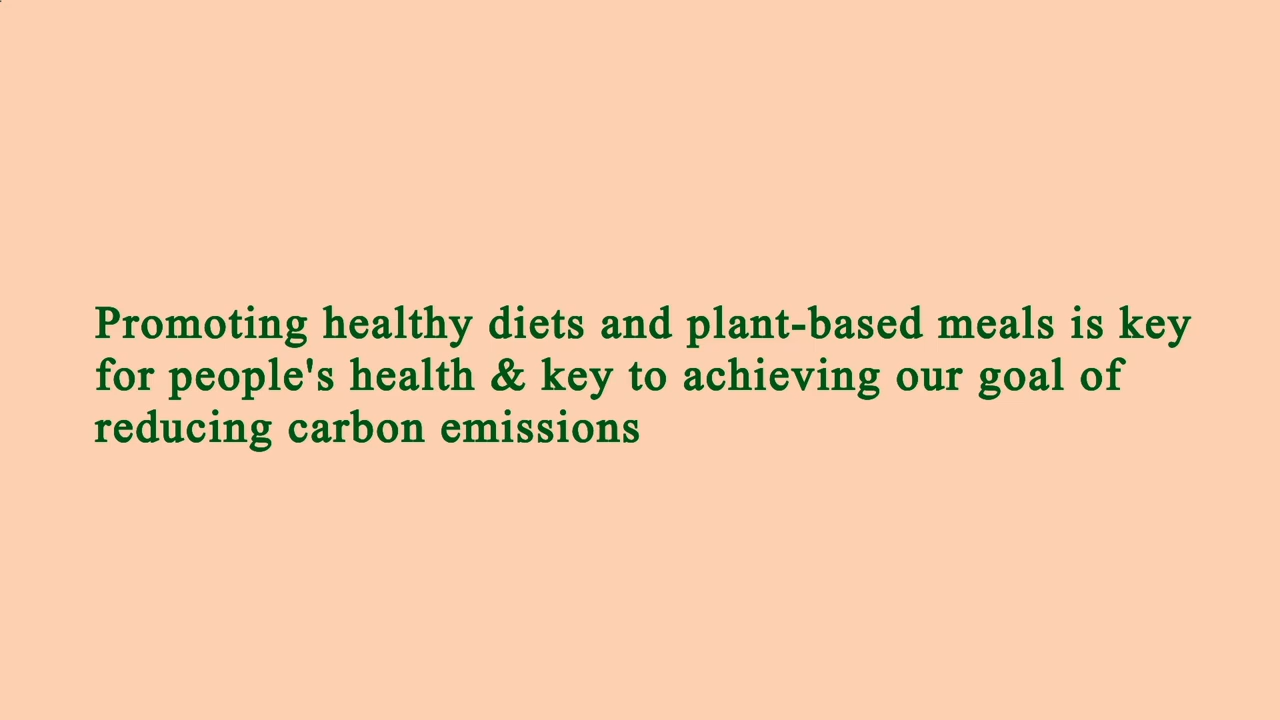 Promoting healthy diets and plant-based meals is key
for people's health & key to achieving our goal of
reducing carbon emissions